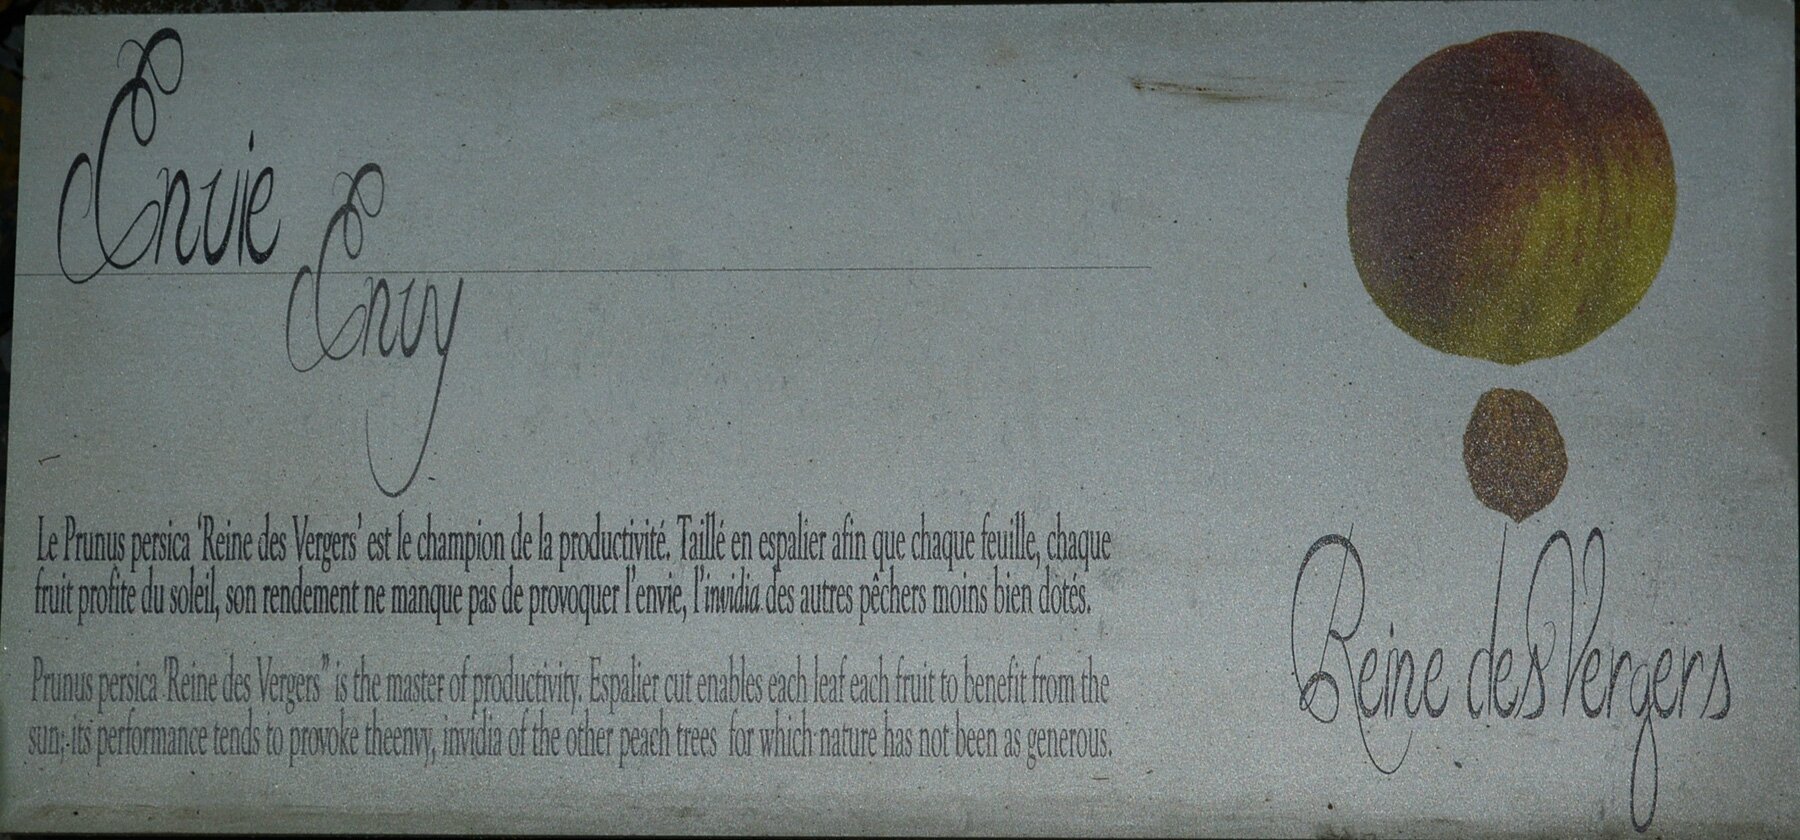 Envie
Envy
Le Prunus persica 'Reine des Vergers' est le champion de la productivité. Taillé en espalier afin que chaque feuille, chaque
fruit profite du soleil, son rendement ne manque pas de provoquer l'envie, l'invidia des autres pêchers moins bien dotés.
Prunus persica 'Reine des Vergers" is the master of productivity. Espalier cut enables each leaf each fruit to benefit from the
sun; its performance tends to provoke theenvy, invidia of the other peach trees for which nature has not been as generous.
Reine des Vergers